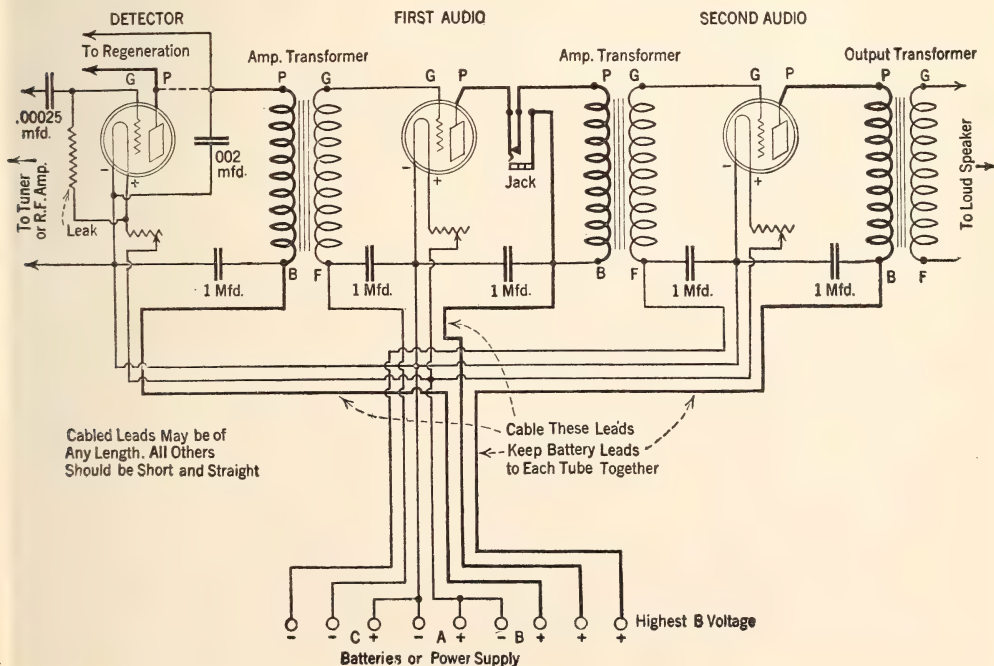 DETECTOR
FIRST AUDIO
SECOND AUDIO
To Regeneration
Amp. Transformer
Amp. Transformer
Output Transformer
G P
P G
G P
P G
G P
P G
.00025
mfd.
002
mfd.
- +
- +
- +
Jack
To Tuner
or R.F. Amp.
Leak
To Loud Speaker
B F
B F
B F
1 Mfd.
1 Mfd.
1 Mfd.
1 Mfd.
1 Mfd.
Cabled Leads May be of
Any Length. All Others
Should be Short and Straight
Cable These Leads
Keep Battery Leads
to Each Tube Together
Highest B Voltage
- - C + - A + - B + + +
Batteries or Power Supply